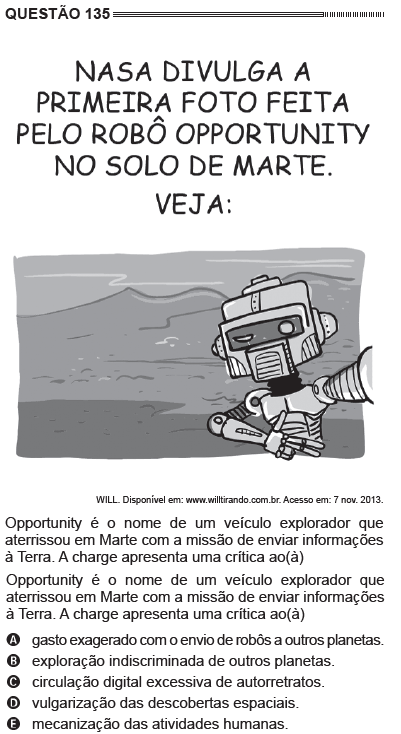 QUESTÃO 135
NASA DIVULGA A
PRIMEIRA FOTO FEITA
PELO ROBÔ OPPORTUNITY
NO SOLO DE MARTE.
VEJA:
WILL. Disponível em: www.willtirando.com.br. Acesso em: 7 nov. 2013.
Opportunity é o nome de um veículo explorador que
aterrissou em Marte com a missão de enviar informações
à Terra. A charge apresenta uma crítica ao(à)
Opportunity é o nome de um veículo explorador que
aterrissou em Marte com a missão de enviar informações
à Terra. A charge apresenta uma crítica ao(à)
A gasto exagerado com o envio de robôs a outros planetas.
B exploração indiscriminada de outros planetas.
C circulação digital excessiva de autorretratos.
D vulgarização das descobertas espaciais.
E mecanização das atividades humanas.